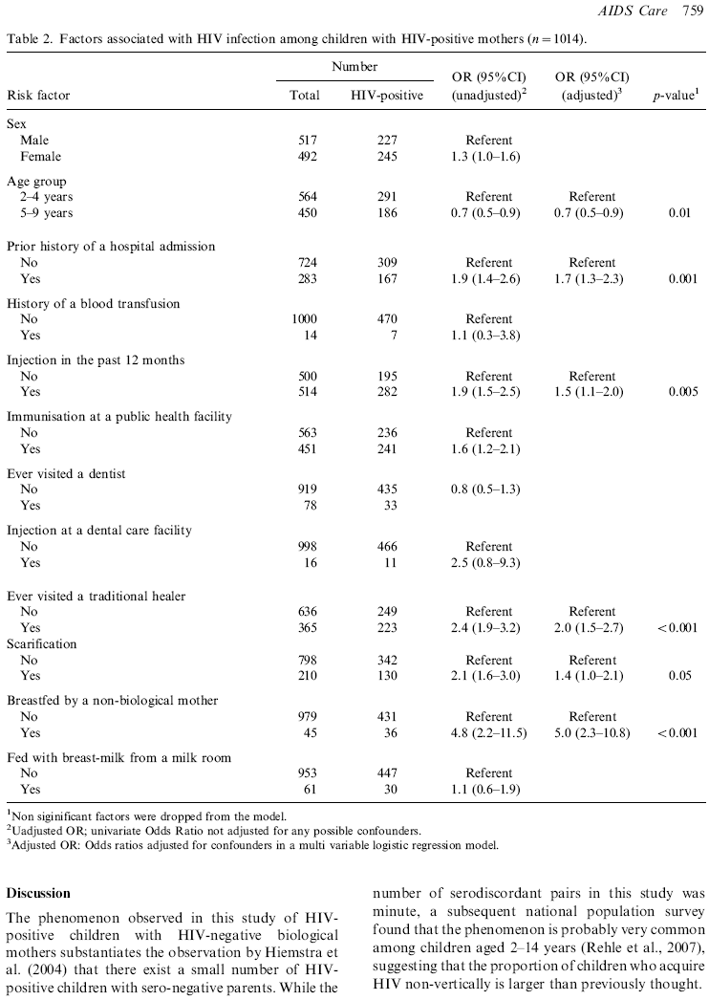 AIDS Care 759
Table 2. Factors associated with HIV infection among children with HIV-positive mothers (n=1014).
Number
Risk factor Total HIV-positive OR (95%CI) (unadjusted)2 OR (95%CI) (adjusted)3 p-value1
Sex
Male 517 227 Referent
Female 492 245 1.3 (1.0–1.6)
Age group
2–4 years 564 291 Referent Referent
5–9 years 450 186 0.7 (0.5–0.9) 0.7 (0.5–0.9) 0.01
Prior history of a hospital admission
No 724 309 Referent Referent
Yes 283 167 1.9 (1.4–2.6) 1.7 (1.3–2.3) 0.001
History of a blood transfusion
No 1000 470 Referent
Yes 14 7 1.1 (0.3–3.8)
Injection in the past 12 months
No 500 195 Referent Referent
Yes 514 282 1.9 (1.5–2.5) 1.5 (1.1–2.0) 0.005
Immunisation at a public health facility
No 563 236 Referent
Yes 451 241 1.6 (1.2–2.1)
Ever visited a dentist
No 919 435 0.8 (0.5–1.3)
Yes 78 33
Injection at a dental care facility
No 998 466 Referent
Yes 16 11 2.5 (0.8–9.3)
Ever visited a traditional healer
No 636 249 Referent Referent
Yes 365 223 2.4 (1.9–3.2) 2.0 (1.5–2.7) <0.001
Scarification
No 798 342 Referent Referent
Yes 210 130 2.1 (1.6–3.0) 1.4 (1.0–2.1) 0.05
Breastfed by a non-biological mother
No 979 431 Referent Referent
Yes 45 36 4.8 (2.2–11.5) 5.0 (2.3–10.8) <0.001
Fed with breast-milk from a milk room
No 953 447 Referent
Yes 61 30 1.1 (0.6–1.9)
1Non siginificant factors were dropped from the model.
2Uadjusted OR; univariate Odds Ratio not adjusted for any possible confounders.
3Adjusted OR: Odds ratios adjusted for confounders in a multi variable logistic regression model.
Discussion
The phenomenon observed in this study of HIV-
positive children with HIV-negative biological
mothers substantiates the observation by Hiemstra et
al. (2004) that there exist a small number of HIV-
positive children with sero-negative parents. While the
number of serodiscordant pairs in this study was
minute, a subsequent national population survey
found that the phenomenon is probably very common
among children aged 2–14 years (Rehle et al., 2007),
suggesting that the proportion of children who acquire
HIV non-vertically is larger than previously thought.